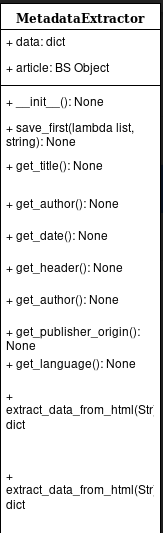 MetadataExtractor
+ data: dict
+ article: BS Object
+ __init__(): None
+ save_first(lambda list,
string): None
+ get_title(): None
+ get_author(): None
+ get_date(): None
+ get_header(): None
+ get_author(): None
+ get_publisher_origin():
None
+ get_language(): None
+
extract_data_from_html(Str
dict
+
extract_data_from_html(Str
dict